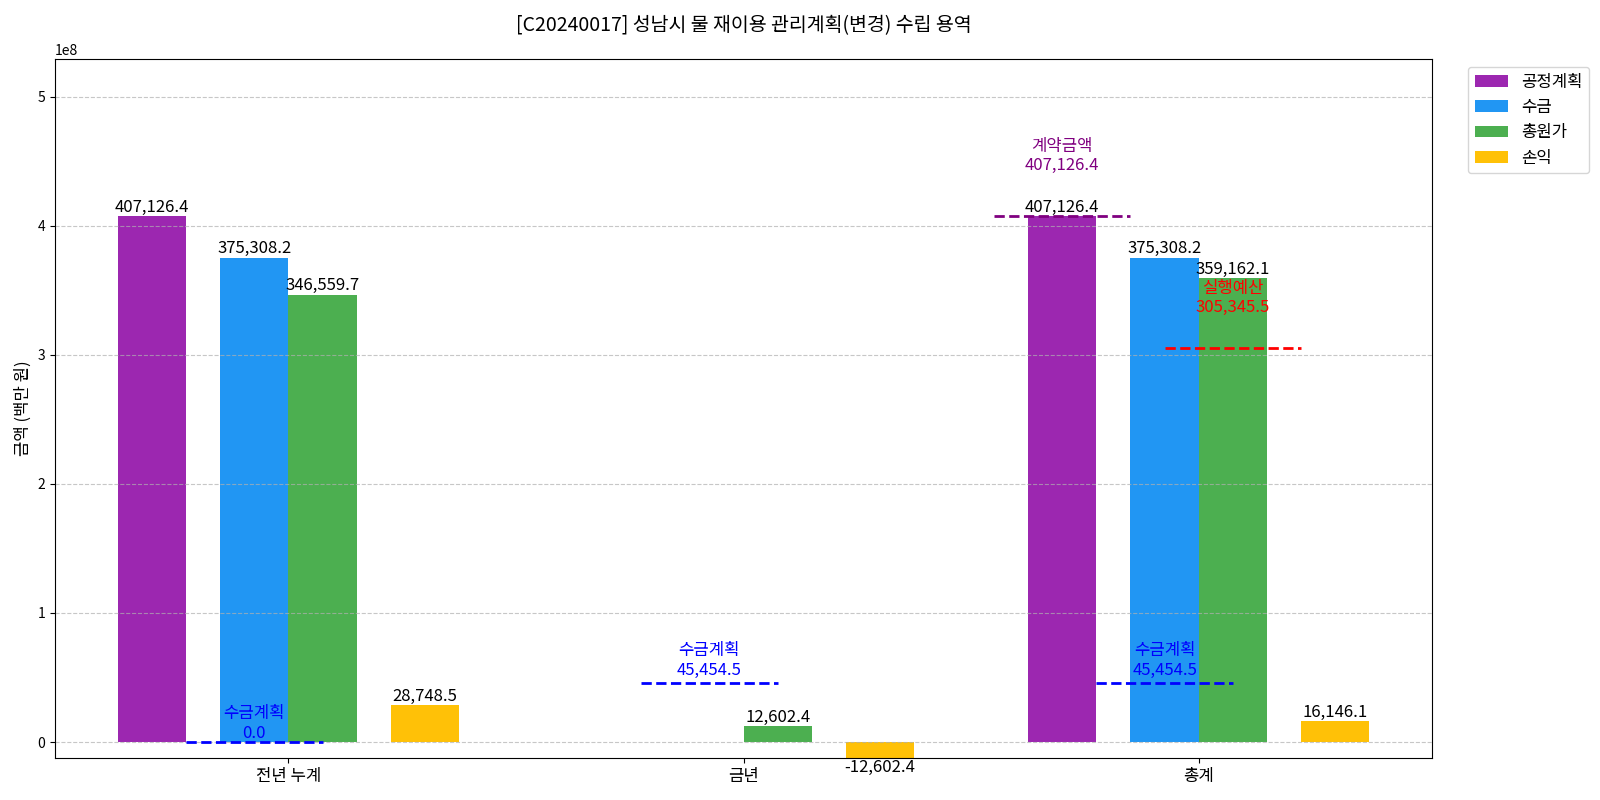 [C20240017] 성남시 물 재이용 관리계획(변경) 수립 용역
1e8
금액 (백만 원)
5
4
3
2
1
0
407,126.4
375,308.2
346,559.7
28,748.5
수금계획
0.0
수금계획
45,454.5
12,602.4
-12,602.4
계약금액
407,126.4
407,126.4
375,308.2
359,162.1
실행예산
305,345.5
수금계획
45,454.5
16,146.1
전년 누계
금년
총계
공정계획
수금
총원가
손익